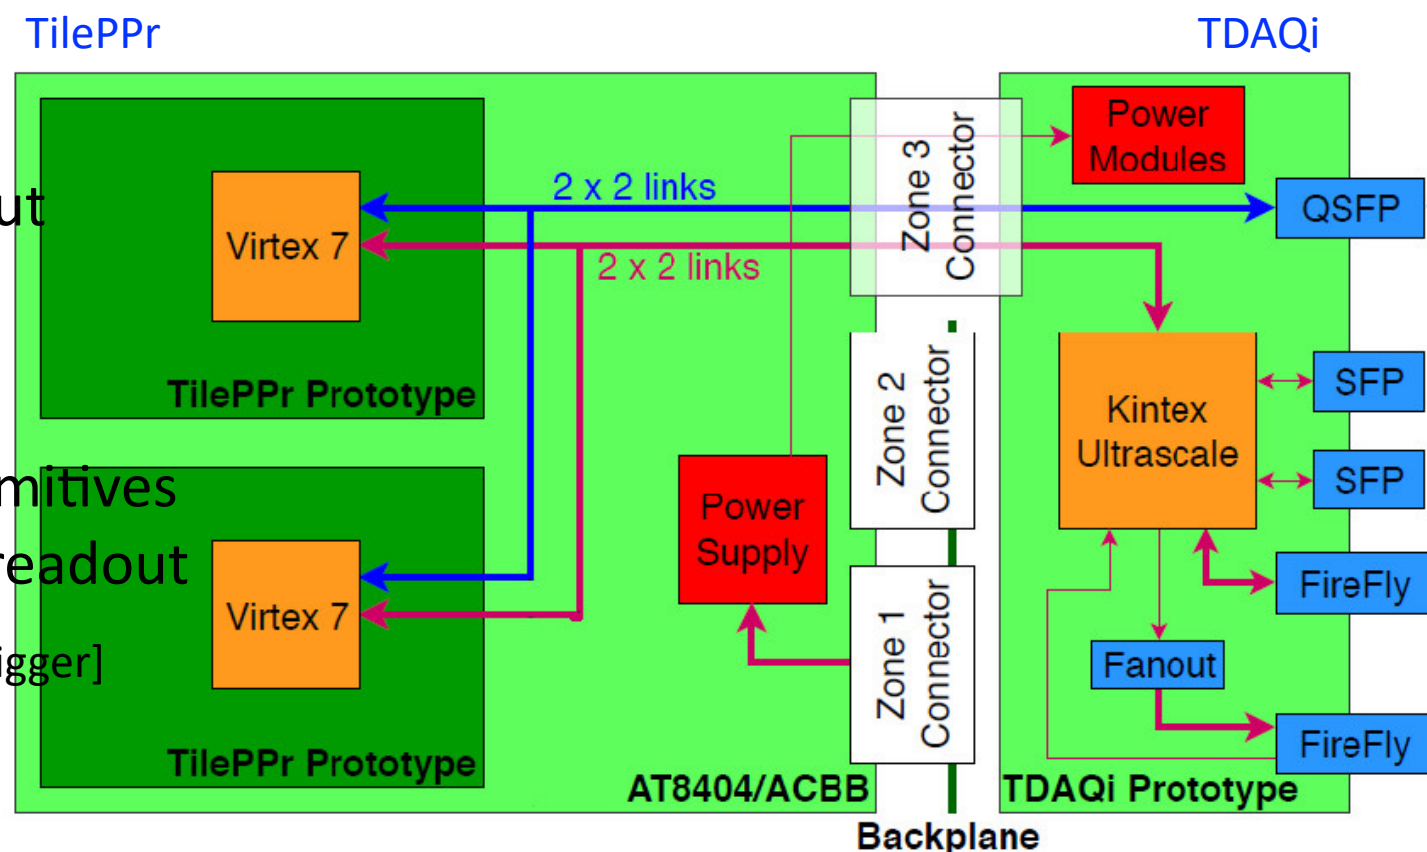 TilePPr
TDAQi
Power
Modules
Zone 3
Connector
2 x 2 links
QSFP
ut
Virtex 7
2 x 2 links
TilePPr Prototype
Zone 2
Connector
Kintex
Ultrascale
SFP
SFP
mitives
readout
igger]
Power
Supply
Virtex 7
Zone 1
Connector
FireFly
Fanout
FireFly
TilePPr Prototype
AT8404/ACBB
TDAQi Prototype
Backplane